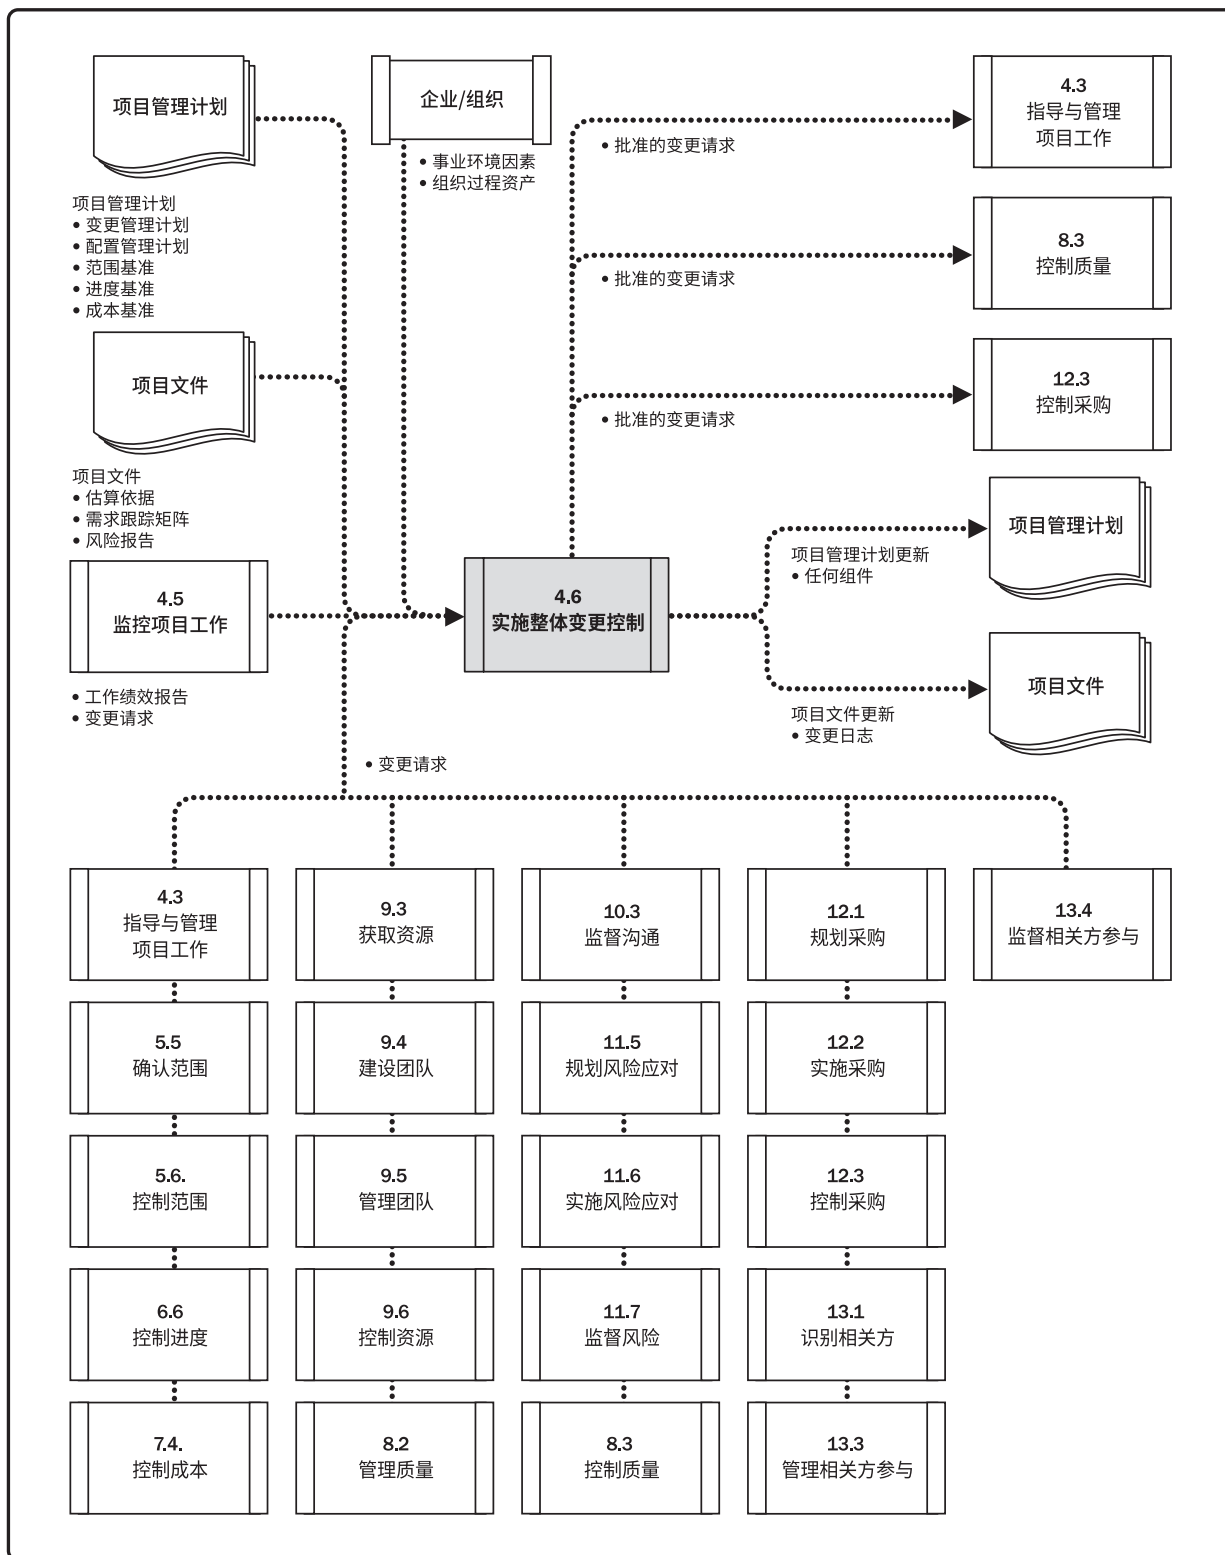 项目管理计划
项目管理计划
• 变更管理计划
• 配置管理计划
• 范围基准
• 进度基准
• 成本基准
项目文件
项目文件
• 估算依据
• 需求跟踪矩阵
• 风险报告
4.5
监控项目工作
• 工作绩效报告
• 变更请求
企业/组织
• 事业环境因素
• 组织过程资产
4.6
实施整体变更控制
• 批准的变更请求
4.3
指导与管理
项目工作
• 批准的变更请求
8.3
控制质量
• 批准的变更请求
12.3
控制采购
项目管理计划更新
• 任何组件
项目管理计划
项目文件更新
• 变更日志
项目文件
• 变更请求
4.3
指导与管理
项目工作
5.5
确认范围
5.6.
控制范围
6.6
控制进度
7.4.
控制成本
9.3
获取资源
9.4
建设团队
9.5
管理团队
9.6
控制资源
8.2
管理质量
10.3
监督沟通
11.5
规划风险应对
11.6
实施风险应对
11.7
监督风险
8.3
控制质量
12.1
规划采购
12.2
实施采购
12.3
控制采购
13.1
识别相关方
13.3
管理相关方参与
13.4
监督相关方参与